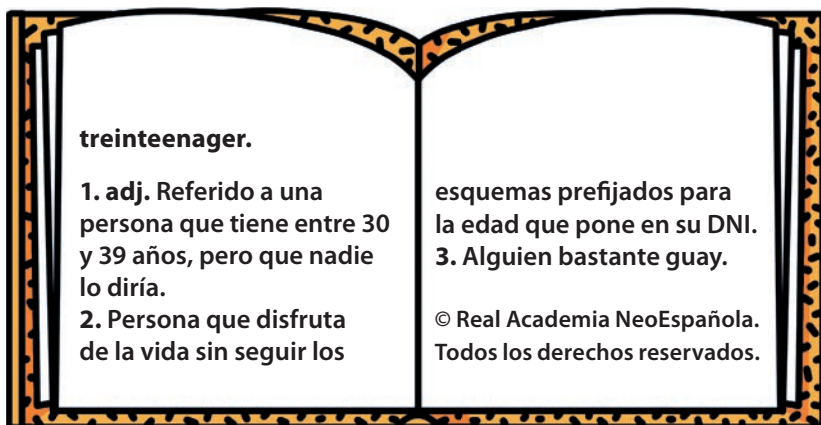 treinteenager.
1. adj. Referido a una
persona que tiene entre 30
y 39 años, pero que nadie
lo diría.
2. Persona que disfruta
de la vida sin seguir los
esquemas prefijados para
la edad que pone en su DNI.
3. Alguien bastante guay.
© Real Academia NeoEspañola.
Todos los derechos reservados.